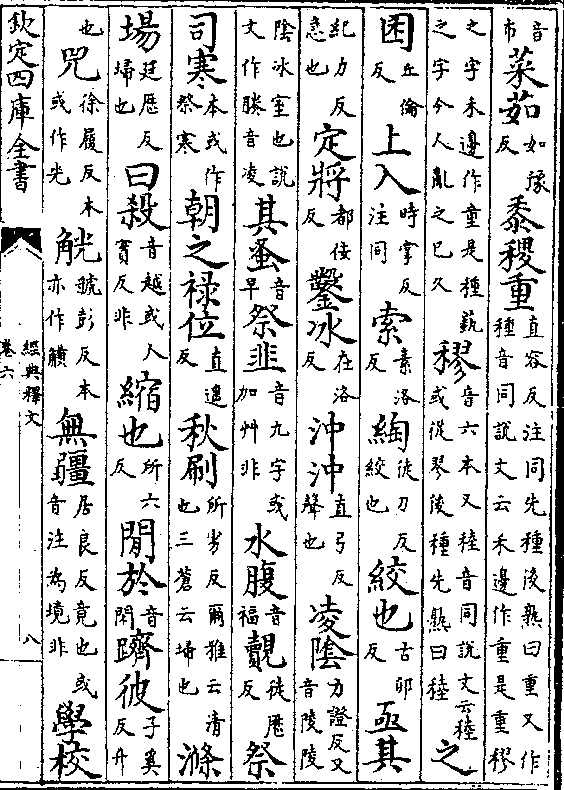 音市菜茹如豫反黍稷重直容反注同先種後熟曰重又作種音同說文云禾邊作重是重穋
之字禾邊作童是種蓺之字今人亂之已久穋音六本又稑音同說文云稑或從翏後種先熟曰稑之
囷丘倫反上入時掌反注同索素洛反綯徒刀反絞也絞也古卯反亟其
紀力反急也定將都佞反鑿冰在洛反沖沖直弓反聲也凌陰力證反又音陵陵
陰冰室也說文作勝音凌其蚤音早祭韭音九字或加艸非水腹音福覿徒歷反祭
司寒本或作祭寒朝之祿位直遥反秋刷所劣反爾雅云清也三蒼云埽也滌
場廷歷反埽也曰殺音越或人實反非縮也所六反閒於音閑躋彼子奚反升
也兕徐履反本或作光觥虢彭反本亦作觵無疆居良反竟也或音注為境非學校
欽定四庫全書
經典釋文
卷六
八